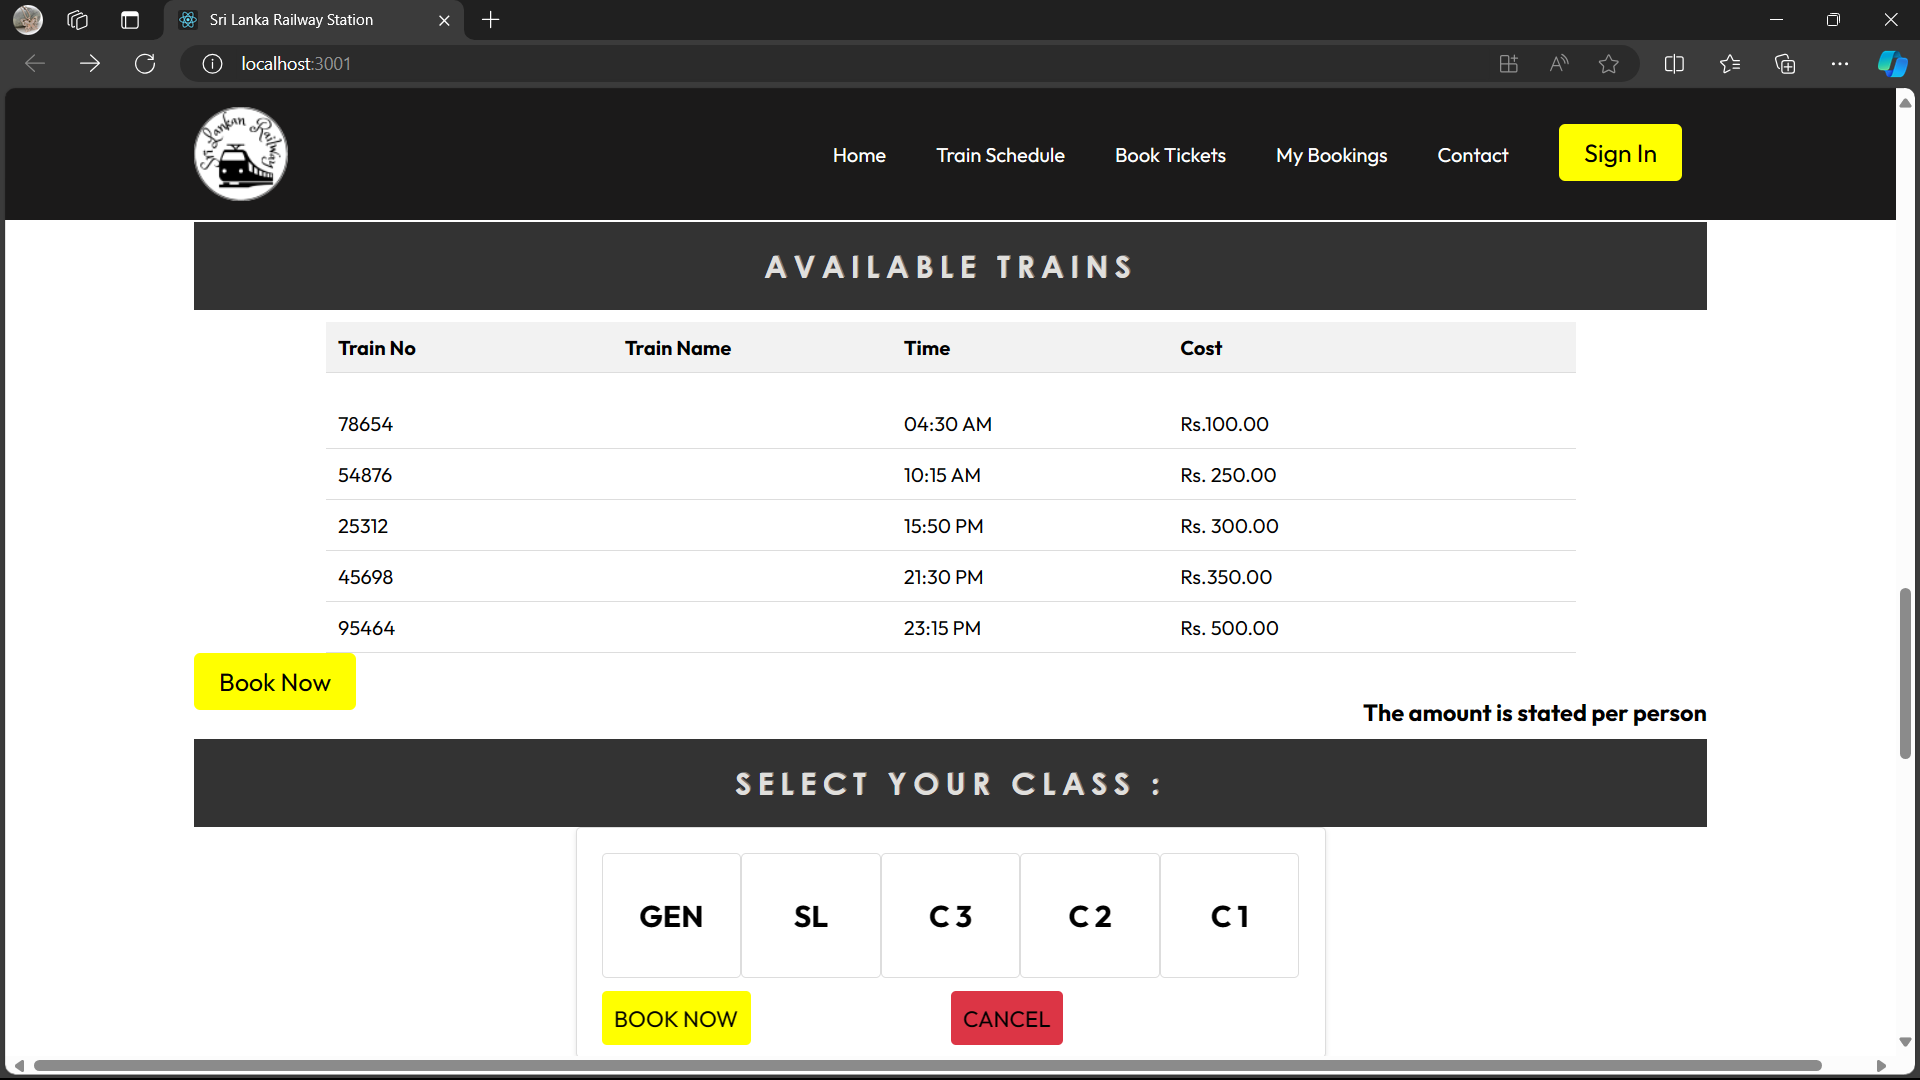 Sri Lanka Railway Station
localhost:3001
Sri Lankan Railway
Home Train Schedule Book Tickets My Bookings Contact Sign In
AVAILABLE TRAINS
Train No Train Name Time Cost
78654 04:30 AM Rs.100.00
54876 10:15 AM Rs. 250.00
25312 15:50 PM Rs. 300.00
45698 21:30 PM Rs.350.00
95464 23:15 PM Rs. 500.00
Book Now
The amount is stated per person
SELECT YOUR CLASS :
GEN SL C 3 C 2 C 1
BOOK NOW CANCEL